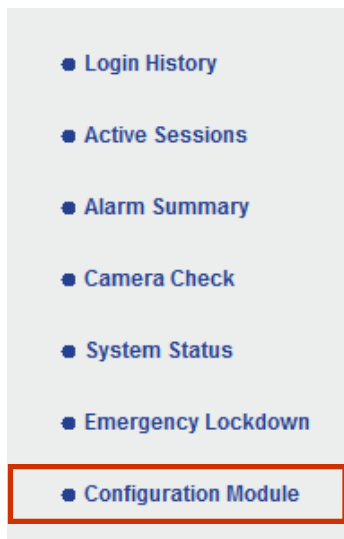 Login History
Active Sessions
Alarm Summary
Camera Check
System Status
Emergency Lockdown
Configuration Module